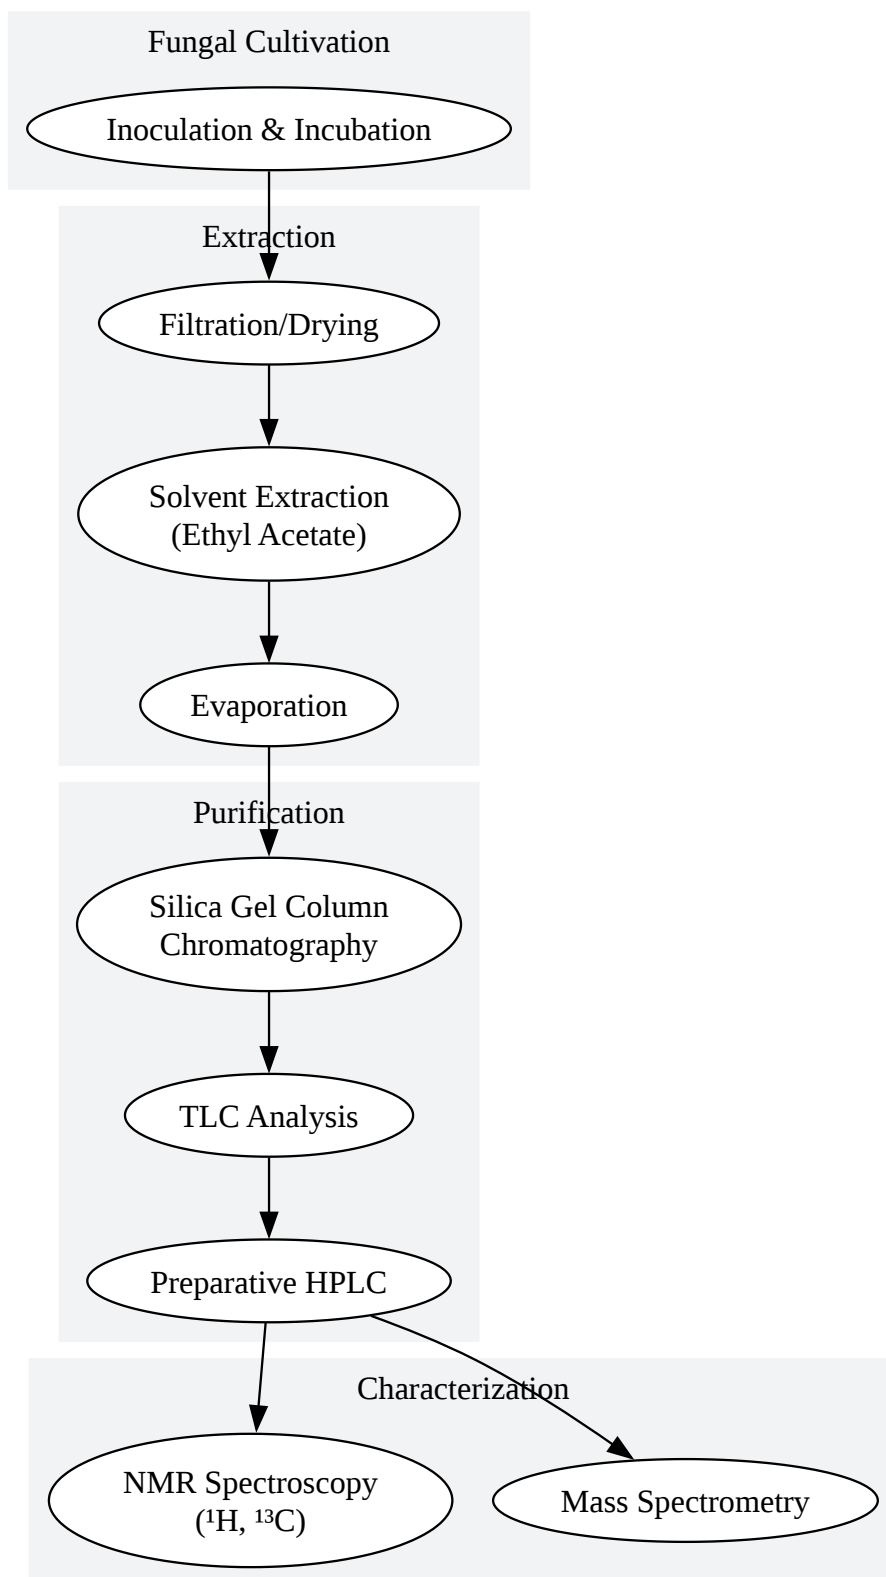 Fungal Cultivation
Inoculation & Incubation
Extraction
Filtration/Drying
Solvent Extraction
(Ethyl Acetate)
Evaporation
Purification
Silica Gel Column
Chromatography
TLC Analysis
Preparative HPLC
Characterization
NMR Spectroscopy
(¹H, ¹³C)
Mass Spectrometry